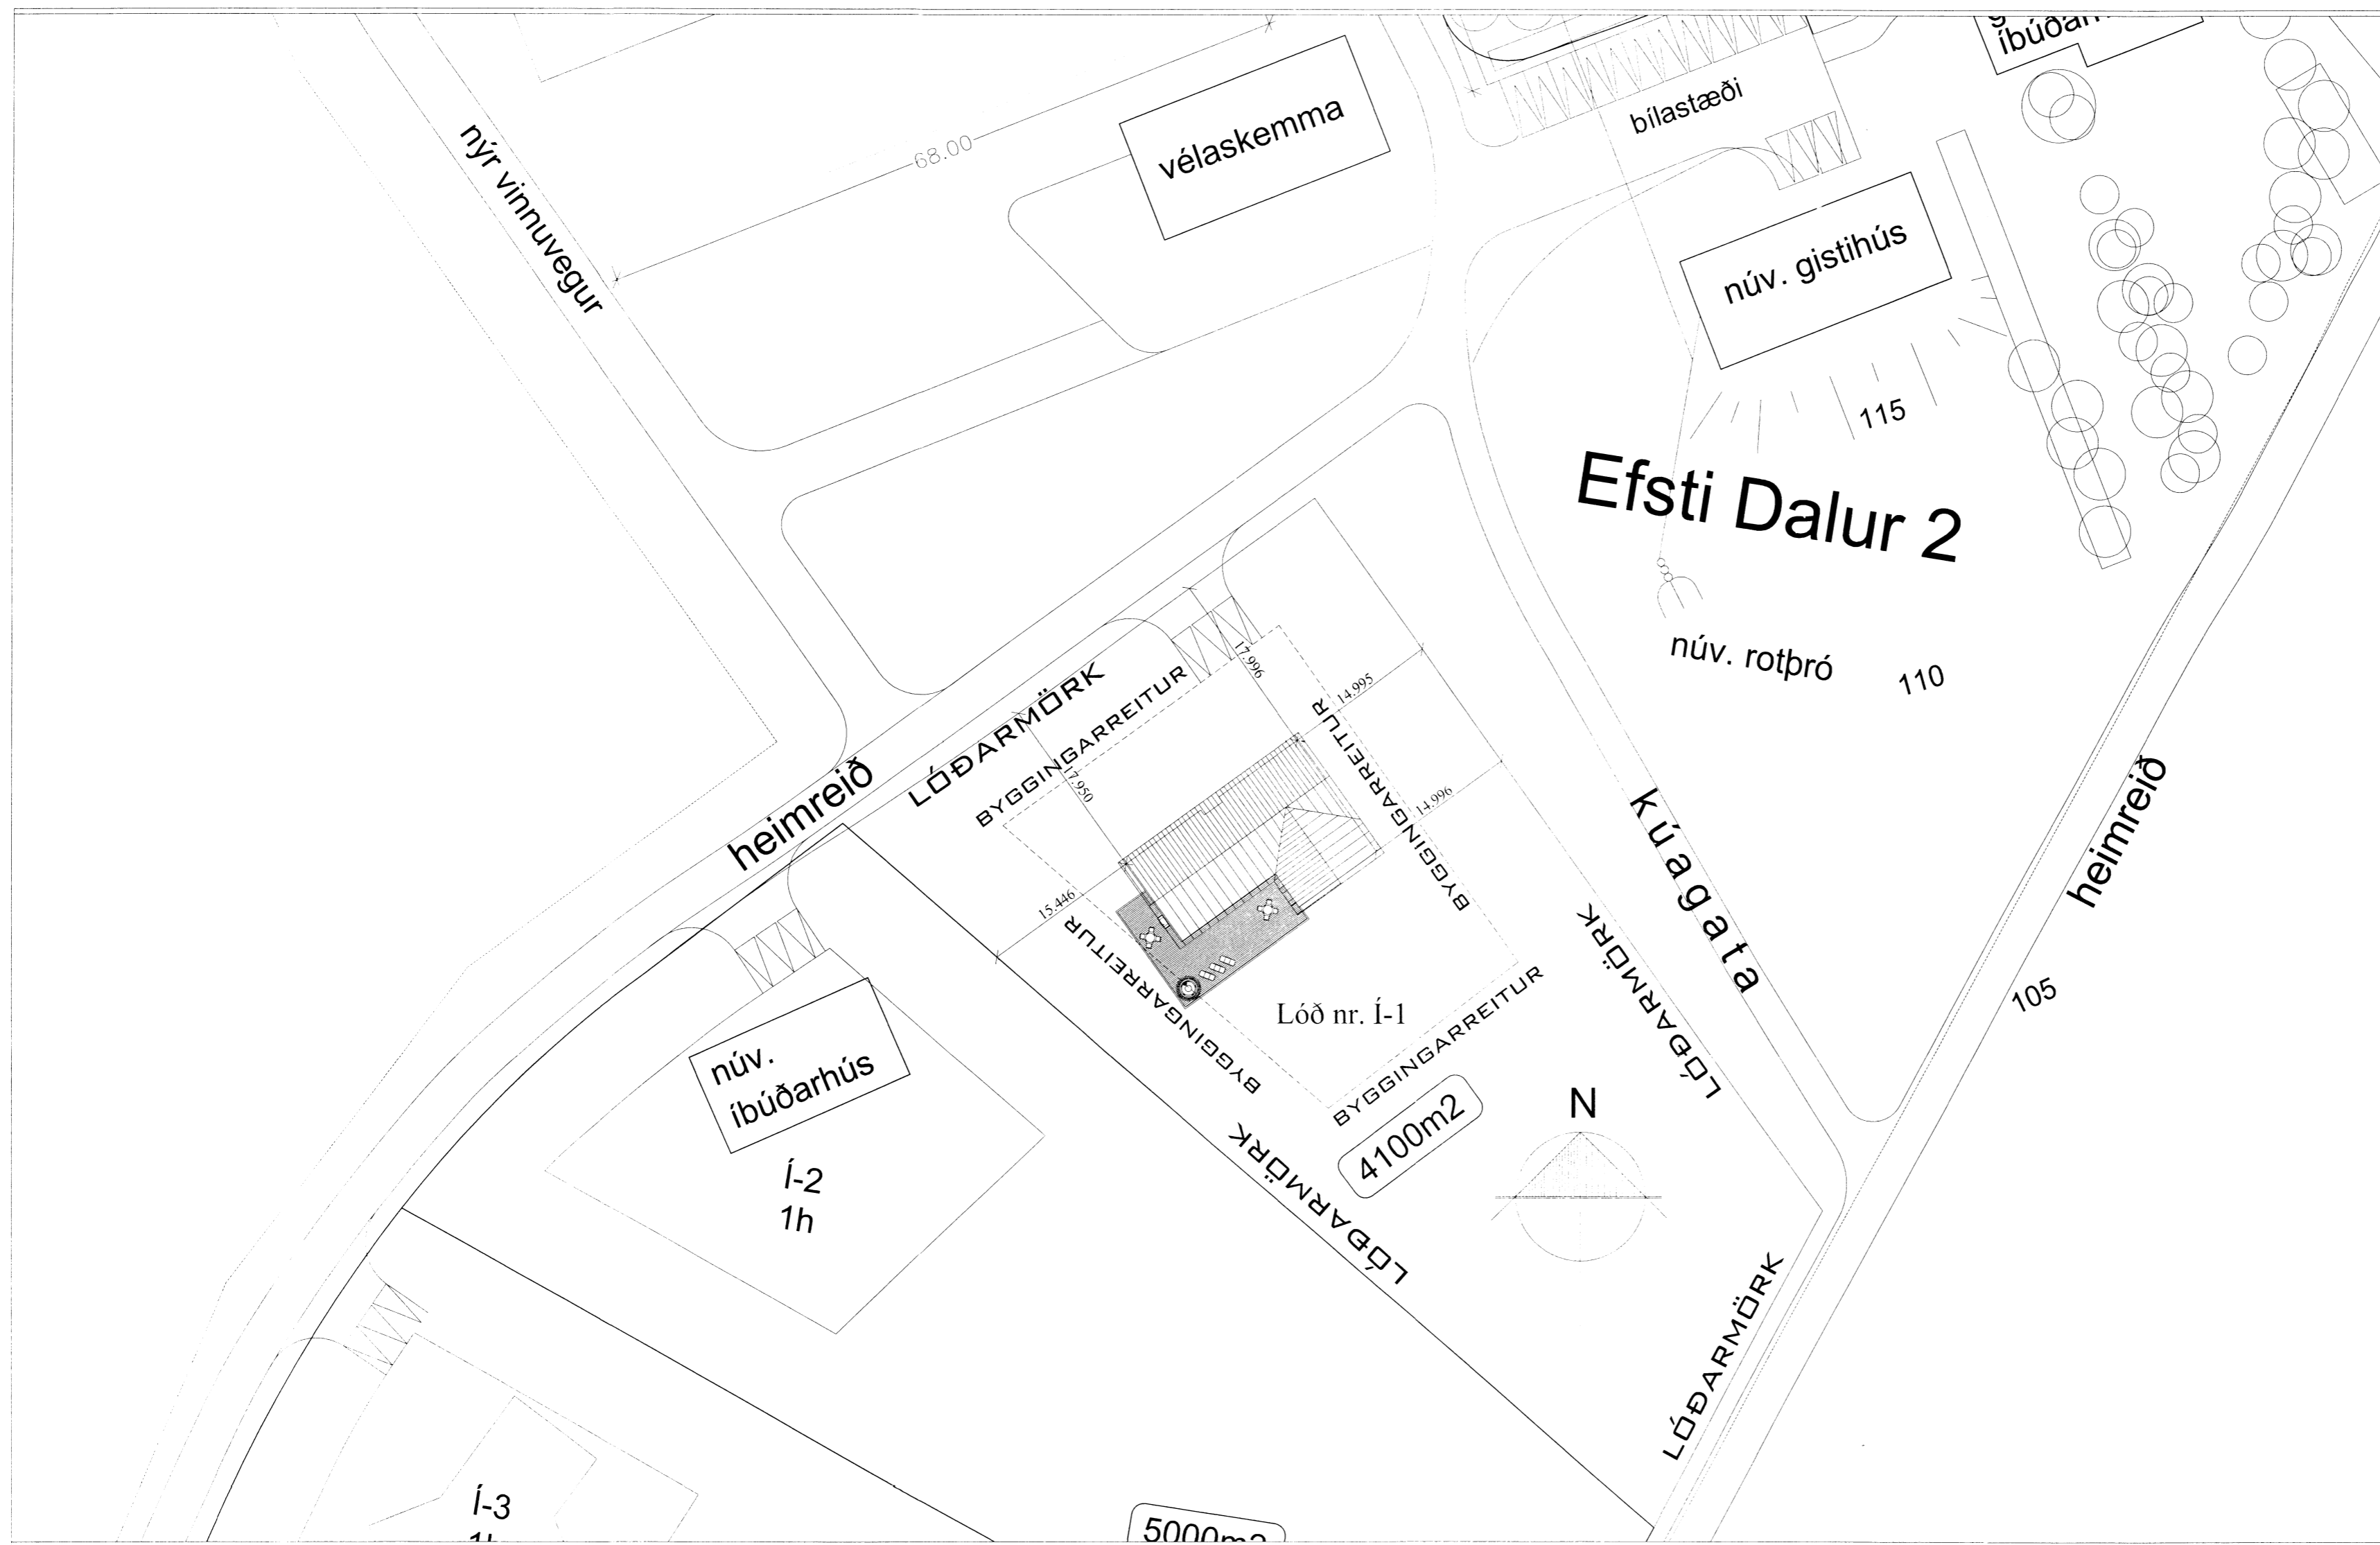 íbúðarh
bílastæði
vélaskemma
68.00
nýr vinnuvegur
núv. gistihús
115
Efsti Dalur 2
núv. rotþró
110
17.996
14.995
LÓÐARMÖRK
BYGGINGARREITUR
BYGGINGARREITUR
17.950
14.996
heimreið
heimreið
kúagata
15.446
BYGGINGARREITUR
LÓÐARMÖRK
105
Lóð nr. Í-1
BYGGINGARREITUR
núv.
íbúðarhús
N
4100m2
LÓÐARMÖRK
Í-2
1h
LÓÐARMÖRK
Í-3
5000m2